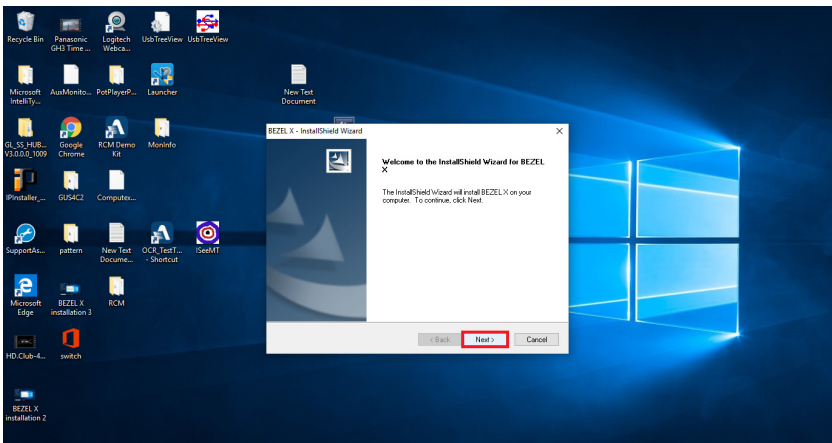 Recycle Bin
Panasonic
GH3 Time ...
Logitech
Webca...
UsbTreeView
UsbTreeView
Microsoft
IntelliTy...
AuxMonito...
PotPlayerP...
Launcher
New Text
Document
GL_SS_HUB...
V3.0.0.0_1009
Google
Chrome
RCM Demo
Kit
MonInfo
IPInstaller_...
GUS4C2
Computex...
SupportAs...
pattern
New Text
Docume...
OCR_TestT...
- Shortcut
ISeeMT
Microsoft
Edge
BEZEL X
installation 3
RCM
HD.Club-4...
switch
BEZEL X
installation 2
BEZEL X - InstallShield Wizard
Welcome to the InstallShield Wizard for BEZEL
X
The InstallShield Wizard will install BEZEL X on your
computer. To continue, click Next.
< Back
Next >
Cancel